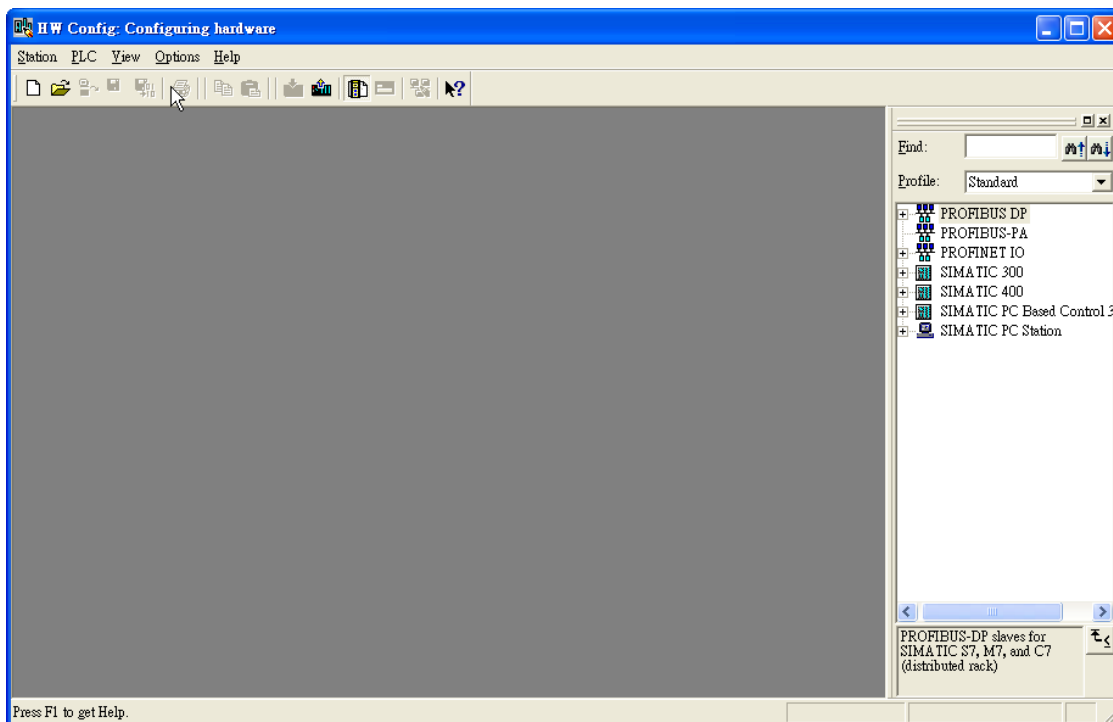 HW Config: Configuring hardware
Station PLC View Options Help
Find:
Profile: Standard
PROFIBUS DP
PROFIBUS-PA
PROFINET IO
SIMATIC 300
SIMATIC 400
SIMATIC PC Based Control 3
SIMATIC PC Station
PROFIBUS-DP slaves for
SIMATIC S7, M7, and C7
(distributed rack)
Press F1 to get Help.